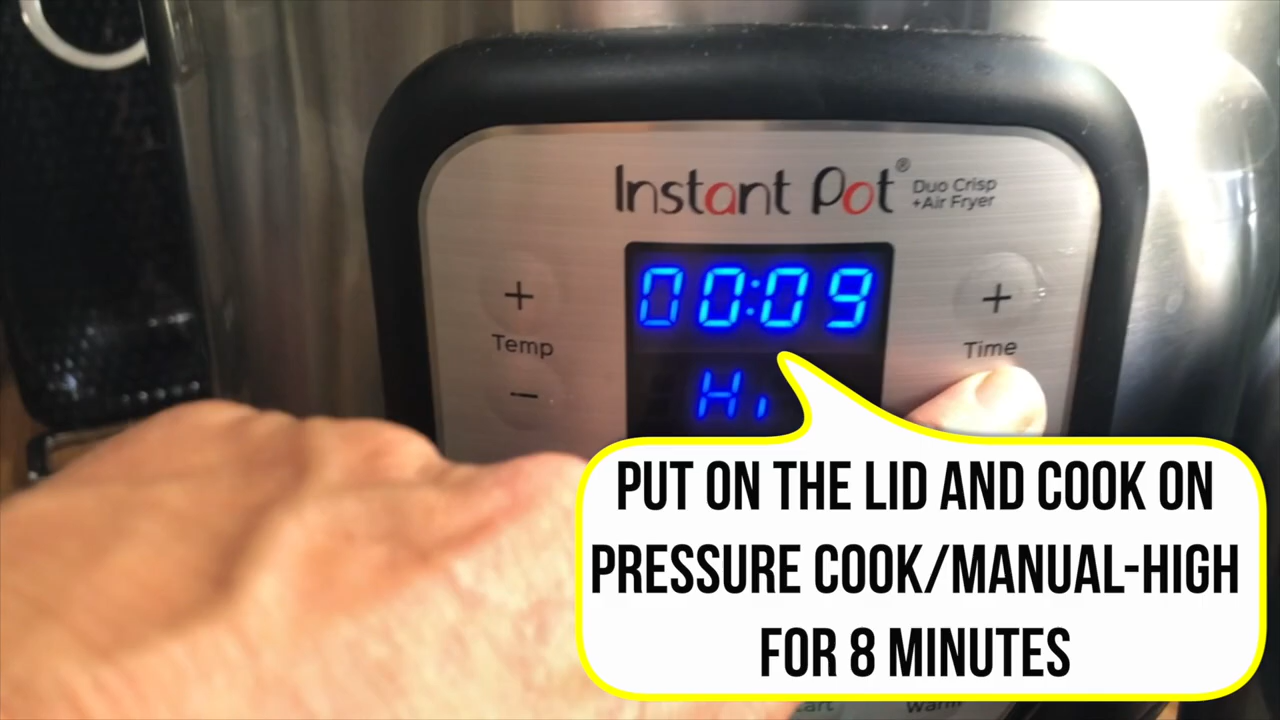 Instant Pot®
Duo Crisp
+Air Fryer
00:09
Hi
+
Temp
−
+
Time
PUT ON THE LID AND COOK ON
PRESSURE COOK/MANUAL-HIGH
FOR 8 MINUTES
Warm